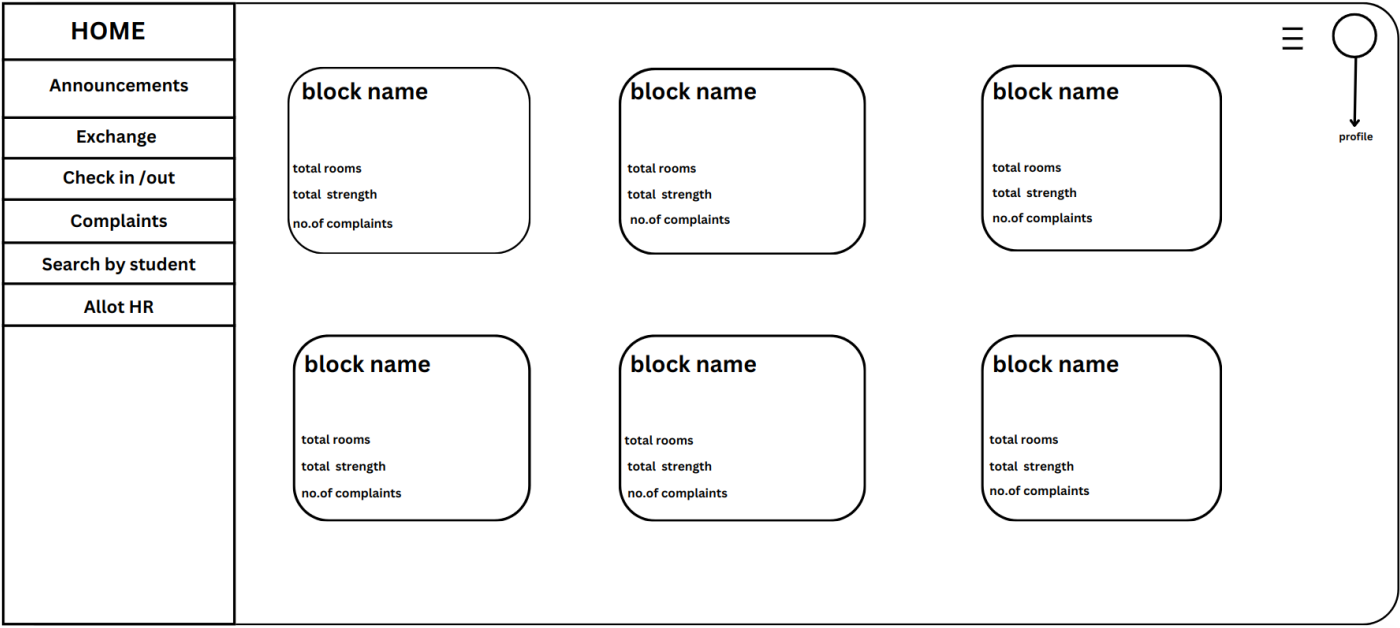 HOME
Announcements
Exchange
Check in /out
Complaints
Search by student
Allot HR
block name
total rooms
total strength
no.of complaints
block name
total rooms
total strength
no.of complaints
block name
total rooms
total strength
no.of complaints
profile
block name
total rooms
total strength
no.of complaints
block name
total rooms
total strength
no.of complaints
block name
total rooms
total strength
no.of complaints